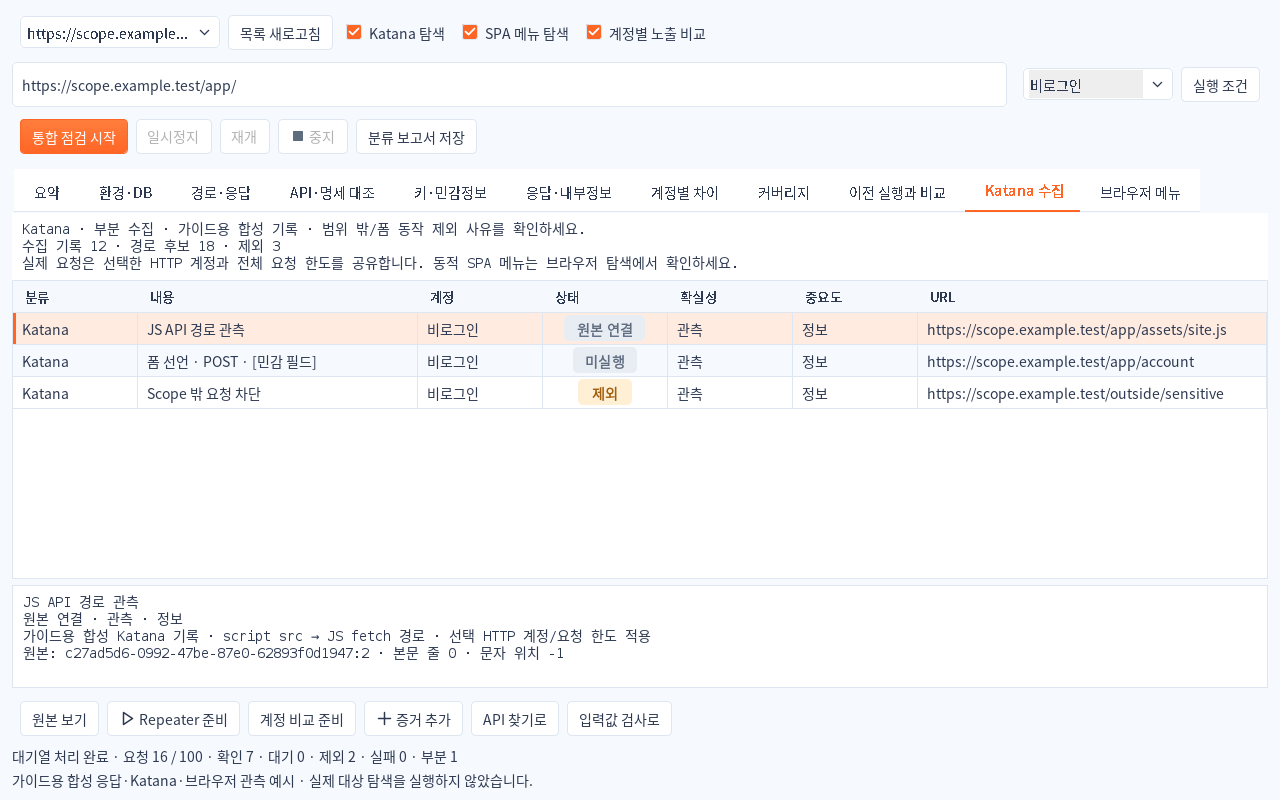 https://scope.example... 목록 새로고침 Katana 탐색 SPA 메뉴 탐색 계정별 노출 비교
https://scope.example.test/app/ 비로그인 실행 조건
통합 점검 시작 일시정지 재개 중지 분류 보고서 저장
요약 환경·DB 경로·응답 API·명세 대조 키·민감정보 응답·내부정보 계정별 차이 커버리지 이전 실행과 비교 Katana 수집 브라우저 메뉴
Katana · 부분 수집 · 가이드용 합성 기록 · 범위 밖/폼 동작 제외 사유를 확인하세요.
수집 기록 12 · 경로 후보 18 · 제외 3
실제 요청은 선택한 HTTP 계정과 전체 요청 한도를 공유합니다. 동적 SPA 메뉴는 브라우저 탐색에서 확인하세요.
분류 내용 계정 상태 확실성 중요도 URL
Katana JS API 경로 관측 비로그인 원본 연결 관측 정보 https://scope.example.test/app/assets/site.js
Katana 폼 선언 · POST · [민감 필드] 비로그인 미실행 관측 정보 https://scope.example.test/app/account
Katana Scope 밖 요청 차단 비로그인 제외 관측 정보 https://scope.example.test/outside/sensitive
JS API 경로 관측
원본 연결 · 관측 · 정보
가이드용 합성 Katana 기록 · script src → JS fetch 경로 · 선택 HTTP 계정/요청 한도 적용
원본: c27ad5d6-0992-47be-87e0-62893f0d1947:2 · 본문 줄 0 · 문자 위치 -1
원본 보기 Repeater 준비 계정 비교 준비 증거 추가 API 찾기로 입력값 검사로
대기열 처리 완료 · 요청 16 / 100 · 확인 7 · 대기 0 · 제외 2 · 실패 0 · 부분 1
가이드용 합성 응답·Katana·브라우저 관측 예시 · 실제 대상 탐색을 실행하지 않았습니다.